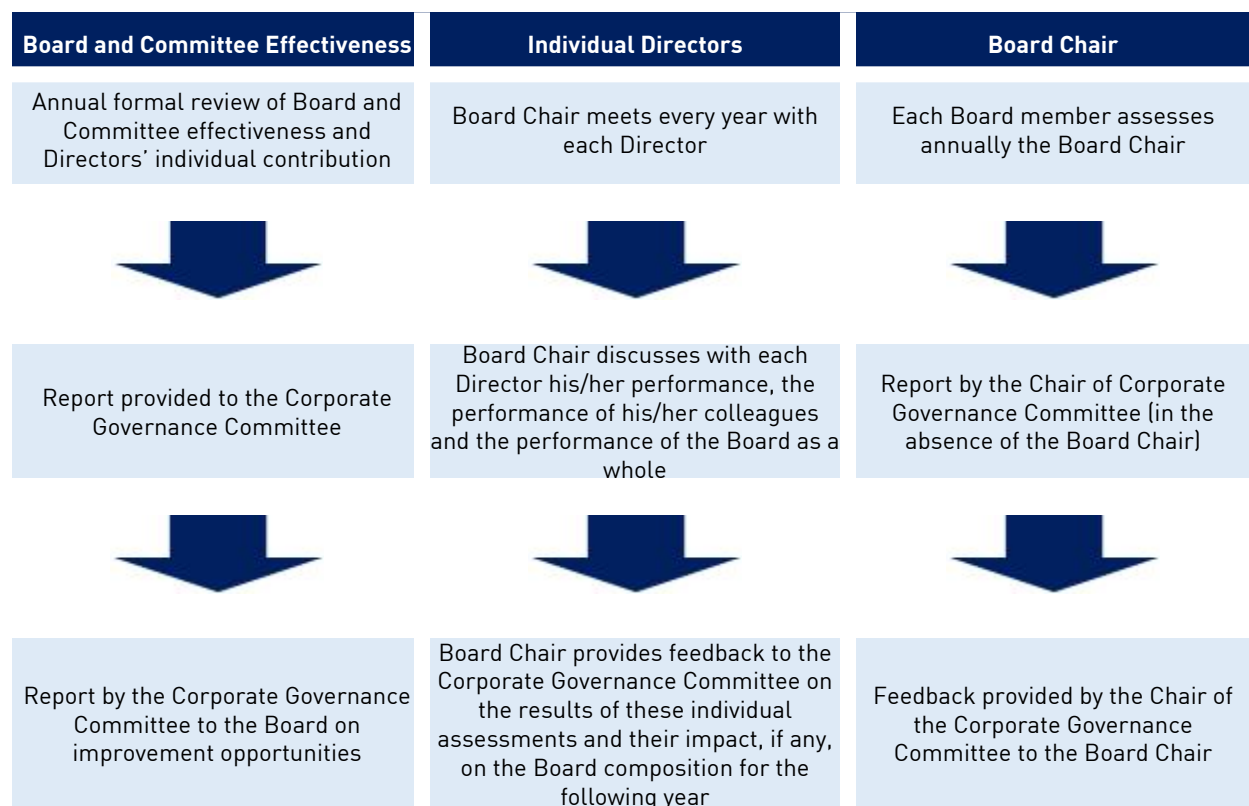 Board and Committee Effectiveness
Individual Directors
Board Chair
Annual formal review of Board and
Committee effectiveness and
Directors' individual contribution
Board Chair meets every year with
each Director
Each Board member assesses
annually the Board Chair
Report provided to the Corporate
Governance Committee
Board Chair discusses with each
Director his/her performance, the
performance of his/her colleagues
and the performance of the Board as a
whole
Report by the Chair of Corporate
Governance Committee (in the
absence of the Board Chair)
Report by the Corporate Governance
Committee to the Board on
improvement opportunities
Board Chair provides feedback to the
Corporate Governance Committee on
the results of these individual
assessments and their impact, if any,
on the Board composition for the
following year
Feedback provided by the Chair of
the Corporate Governance
Committee to the Board Chair